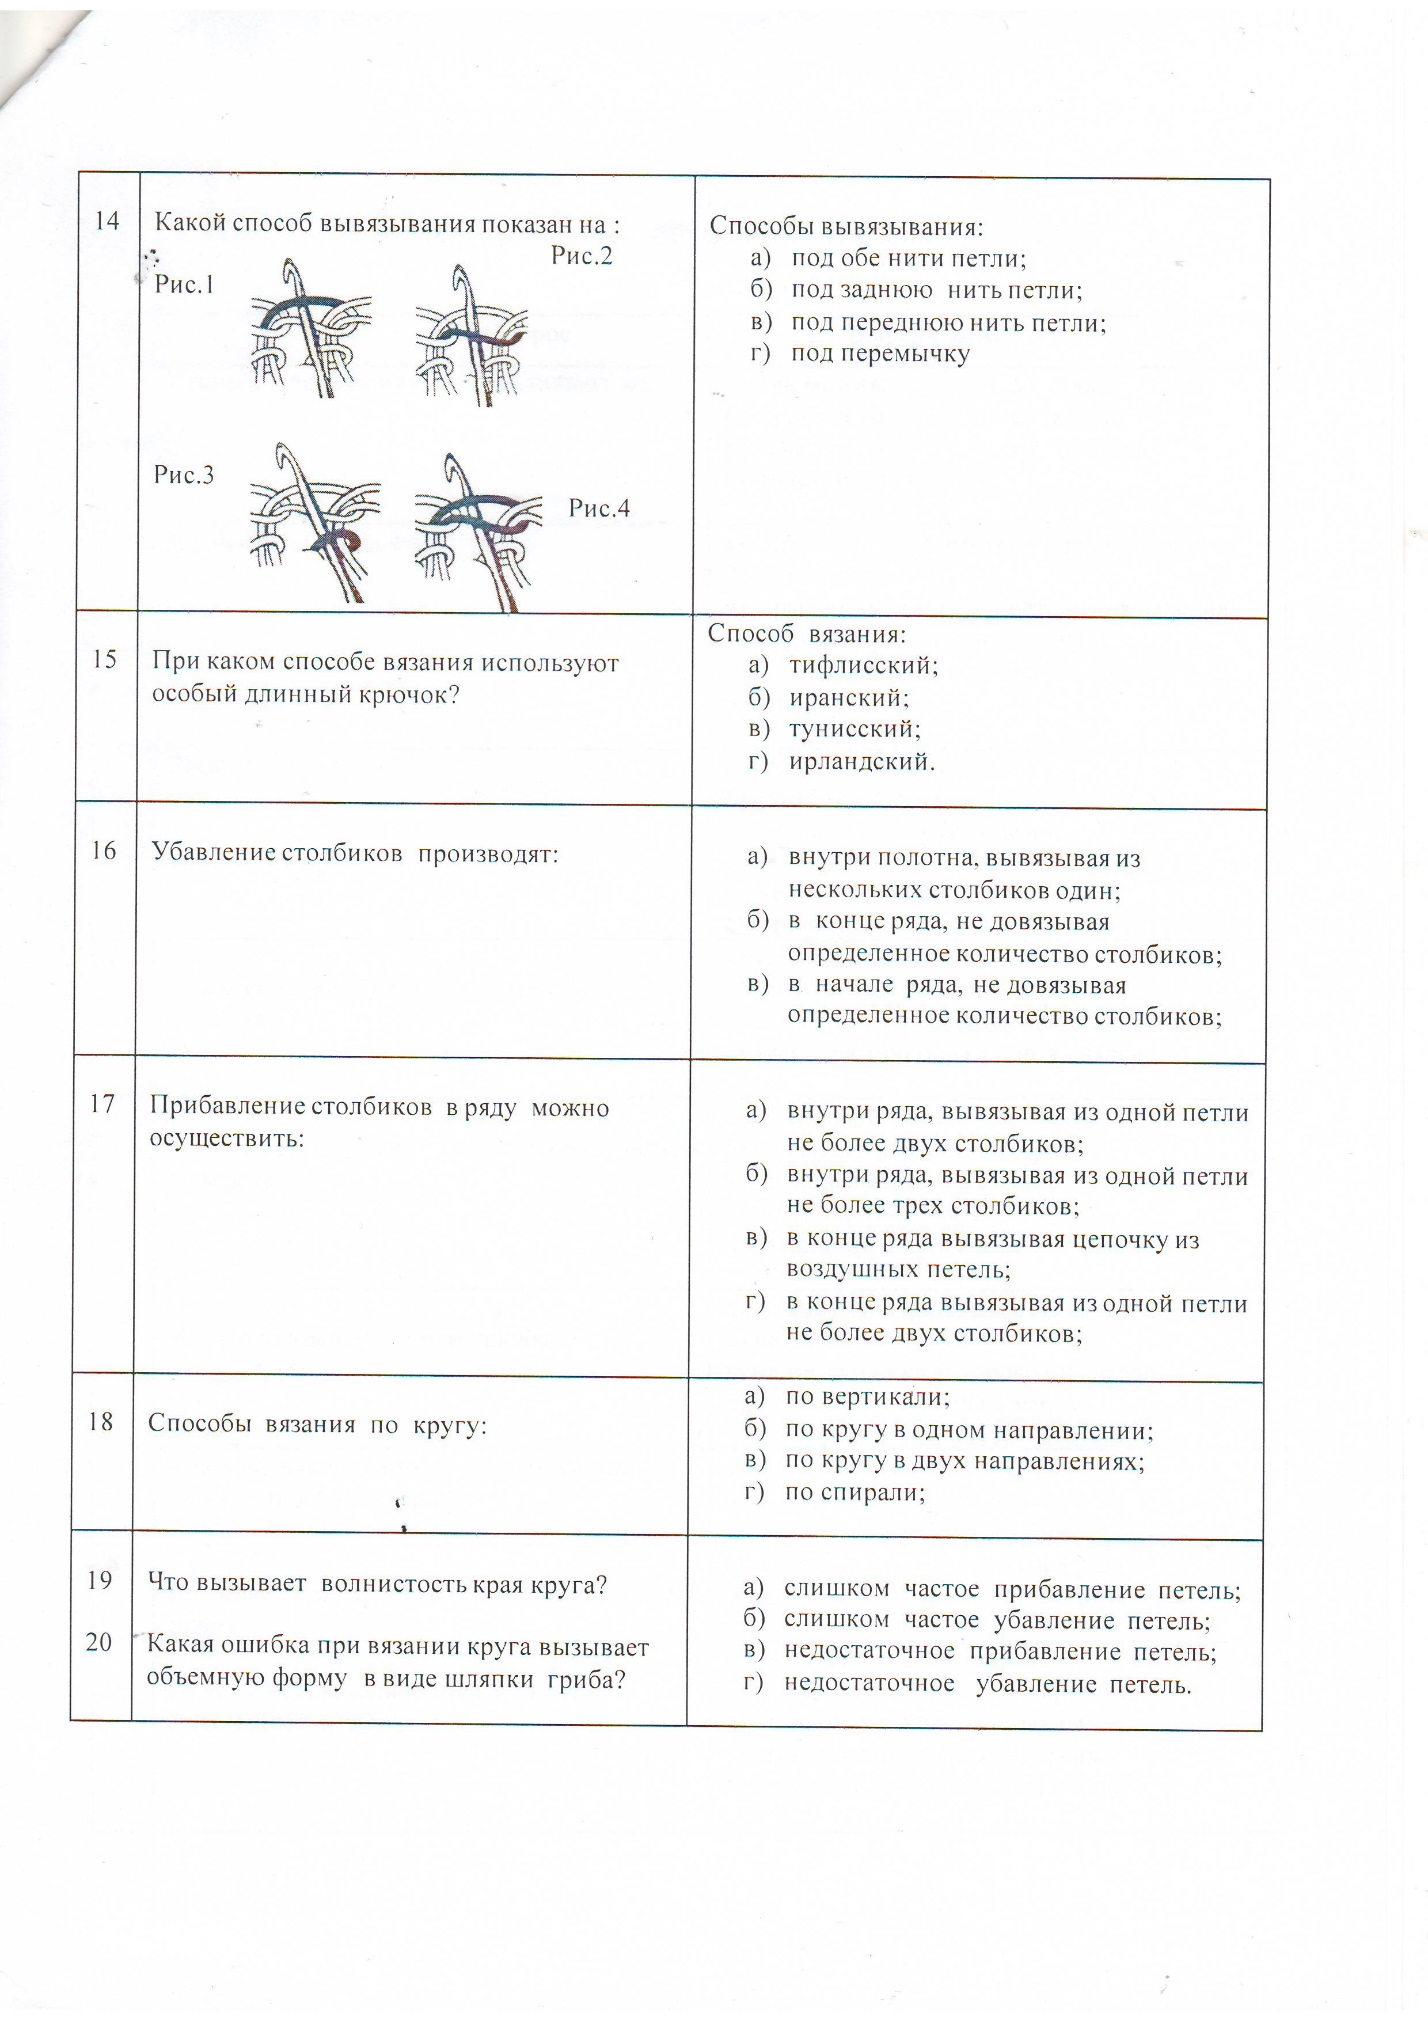 14
Какой способ вывязывания показан на :
Рис.2
Рис.1
Рис.3
Рис.4
Способы вывязывания:
а) под обе нити петли;
б) под заднюю нить петли;
в) под переднюю нить петли;
г) под перемычку
15
При каком способе вязания используют
особый длинный крючок?
Способ вязания:
а) тифлисский;
б) иранский;
в) тунисский;
г) ирландский.
16
Убавление столбиков производят:
а) внутри полотна, вывязывая из
нескольких столбиков один;
б) в конце ряда, не довязывая
определенное количество столбиков;
в) в начале ряда, не довязывая
определенное количество столбиков;
17
Прибавление столбиков в ряду можно
осуществить:
а) внутри ряда, вывязывая из одной петли
не более двух столбиков;
б) внутри ряда, вывязывая из одной петли
не более трех столбиков;
в) в конце ряда вывязывая цепочку из
воздушных петель;
г) в конце ряда вывязывая из одной петли
не более двух столбиков;
18
Способы вязания по кругу:
а) по вертикали;
б) по кругу в одном направлении;
в) по кругу в двух направлениях;
г) по спирали;
19
Что вызывает волнистость края круга?
20
Какая ошибка при вязании круга вызывает
объемную форму в виде шляпки гриба?
а) слишком частое прибавление петель;
б) слишком частое убавление петель;
в) недостаточное прибавление петель;
г) недостаточное убавление петель.